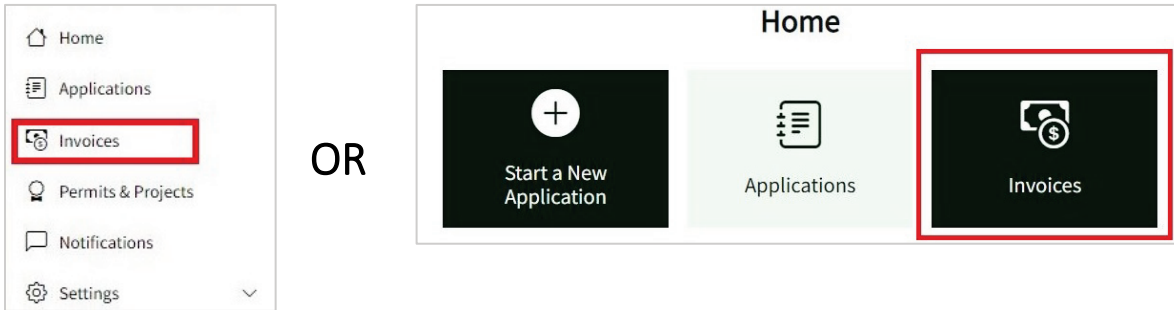 Home
Applications
Invoices
Permits & Projects
Notifications
Settings
OR
Home
Start a New
Application
Applications
Invoices